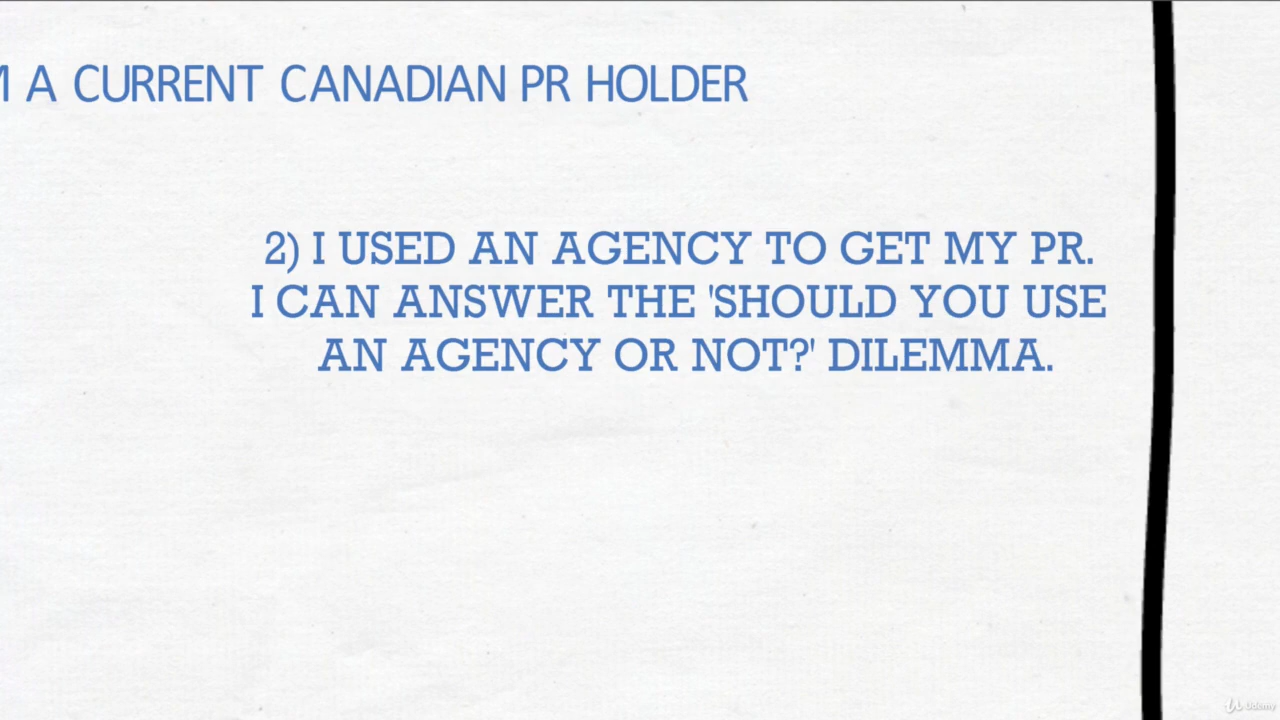 A CURRENT CANADIAN PR HOLDER
2) I USED AN AGENCY TO GET MY PR.
I CAN ANSWER THE 'SHOULD YOU USE
AN AGENCY OR NOT?' DILEMMA.
Udemy